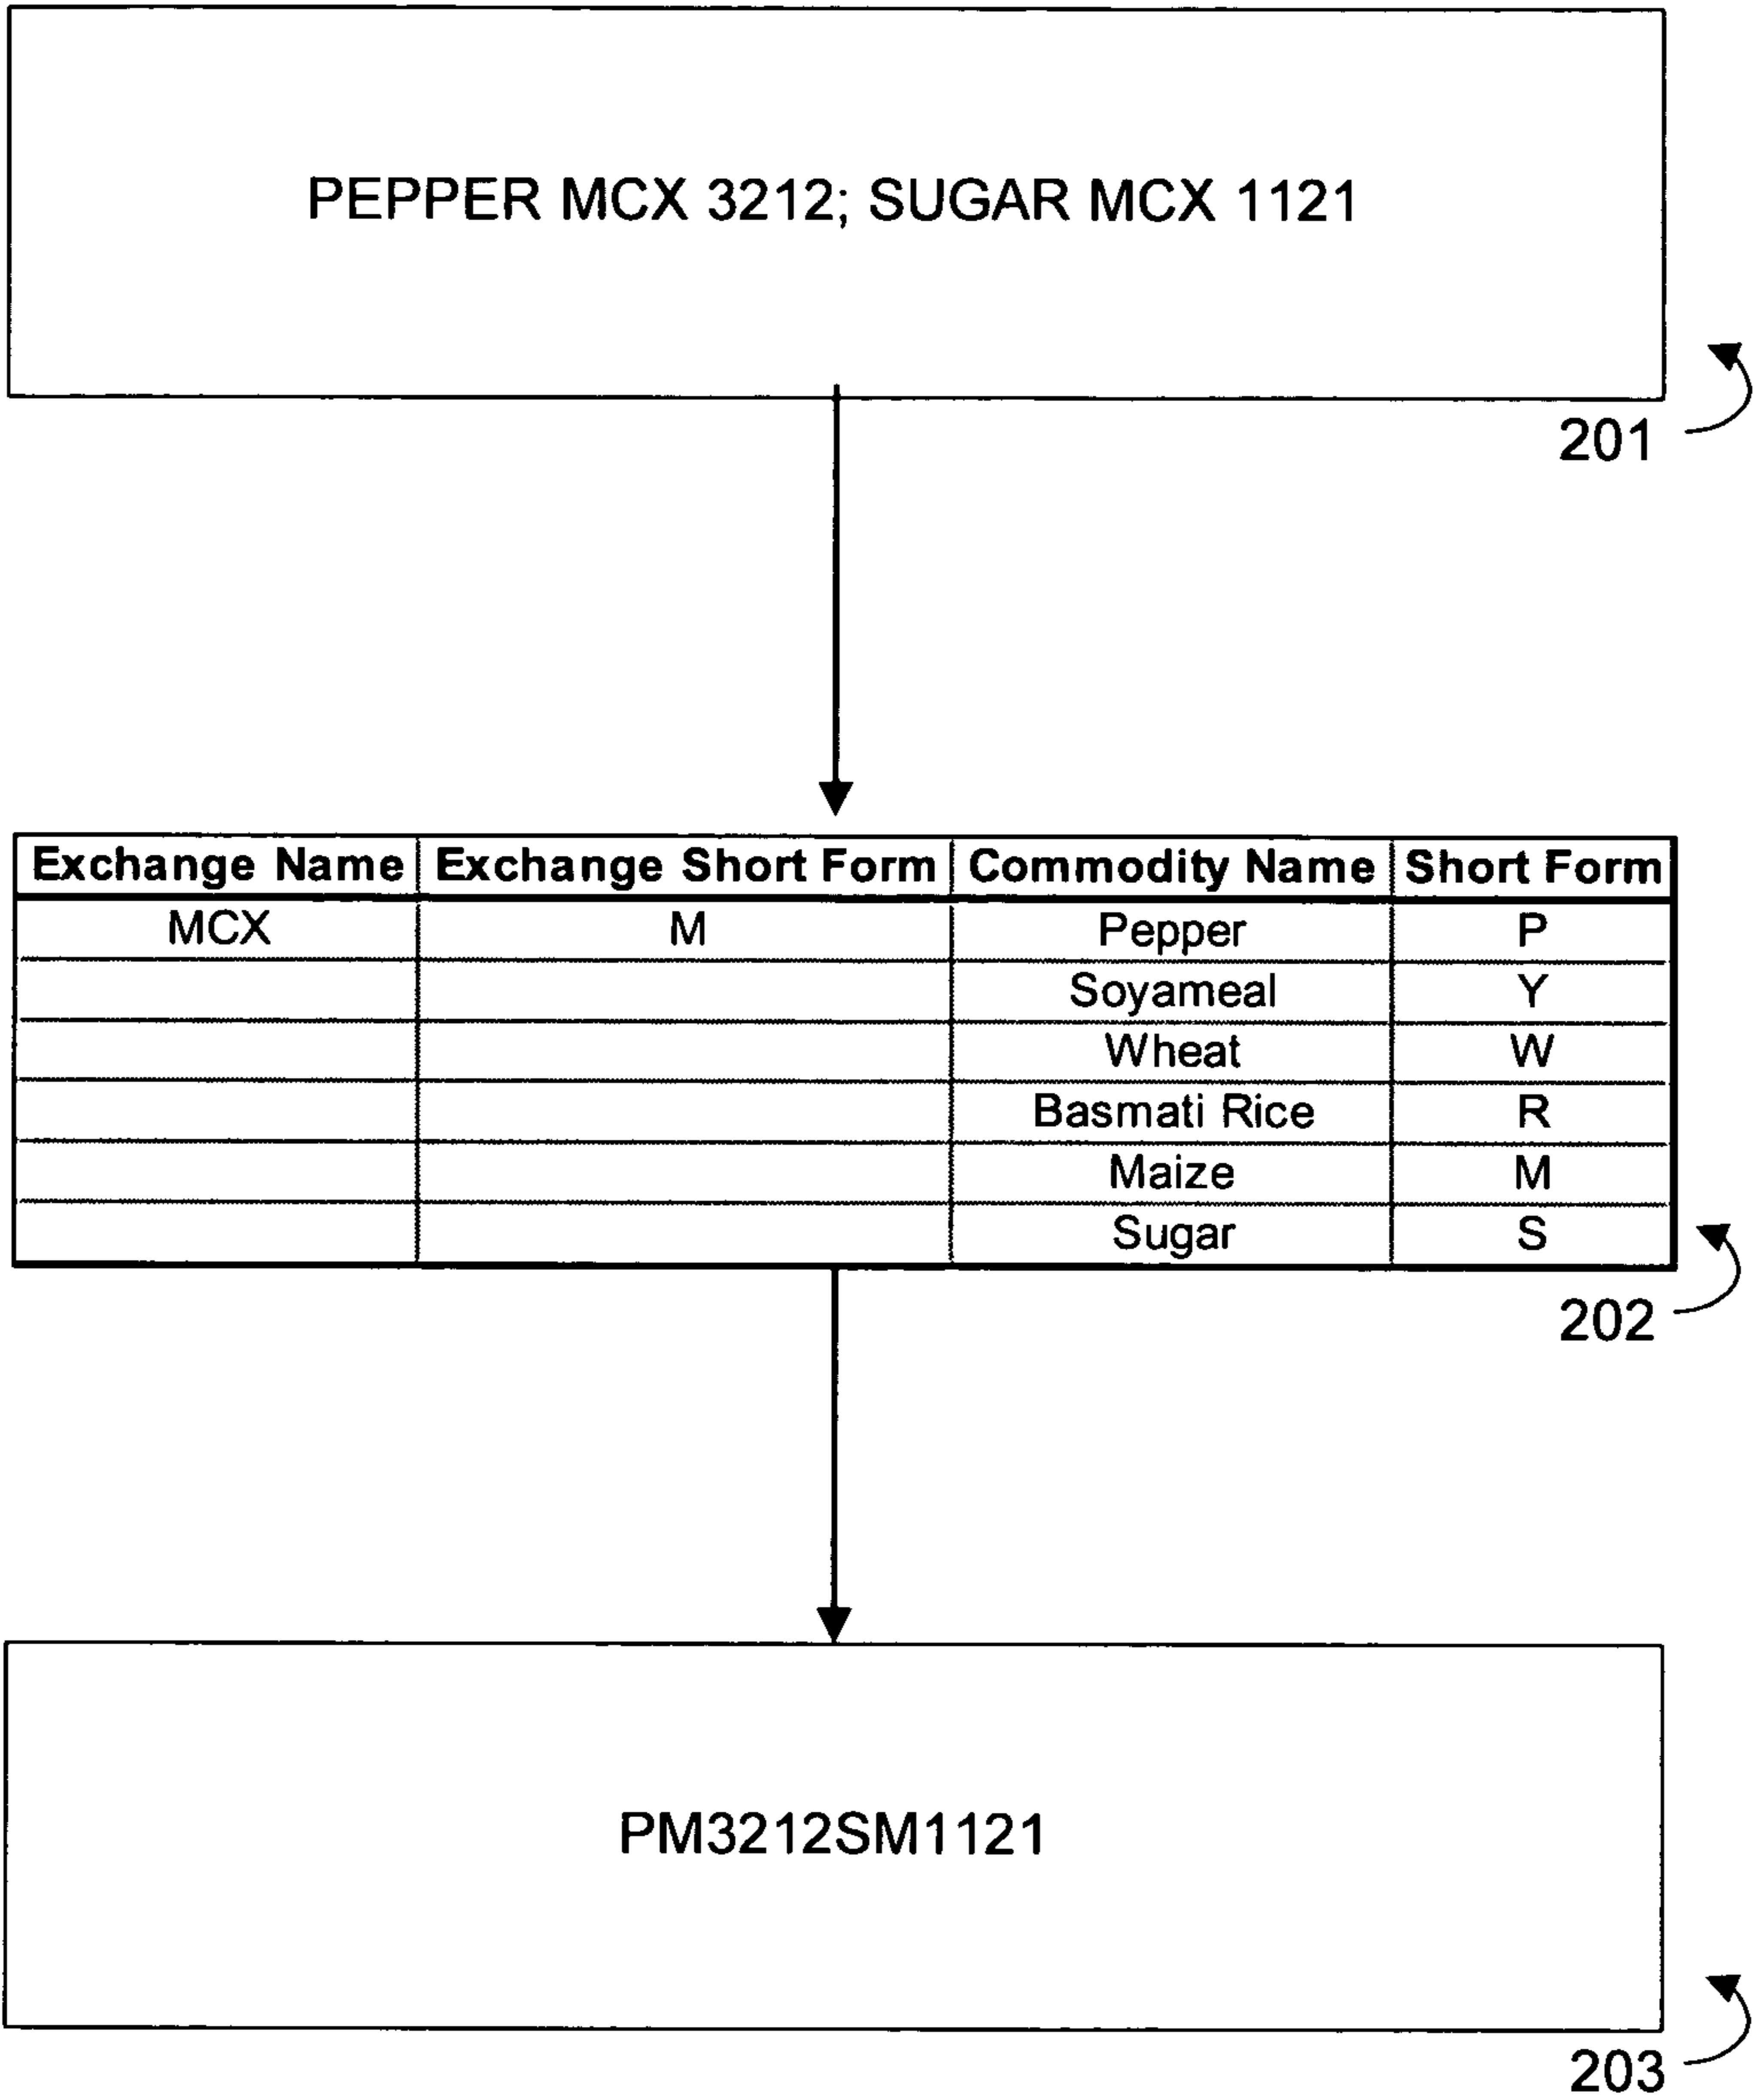 PEPPER MCX 3212; SUGAR MCX 1121
201
Exchange Name Exchange Short Form Commodity Name Short Form
MCX M Pepper P
Soyameal Y
Wheat W
Basmati Rice R
Maize M
Sugar S
202
PM3212SM1121
203